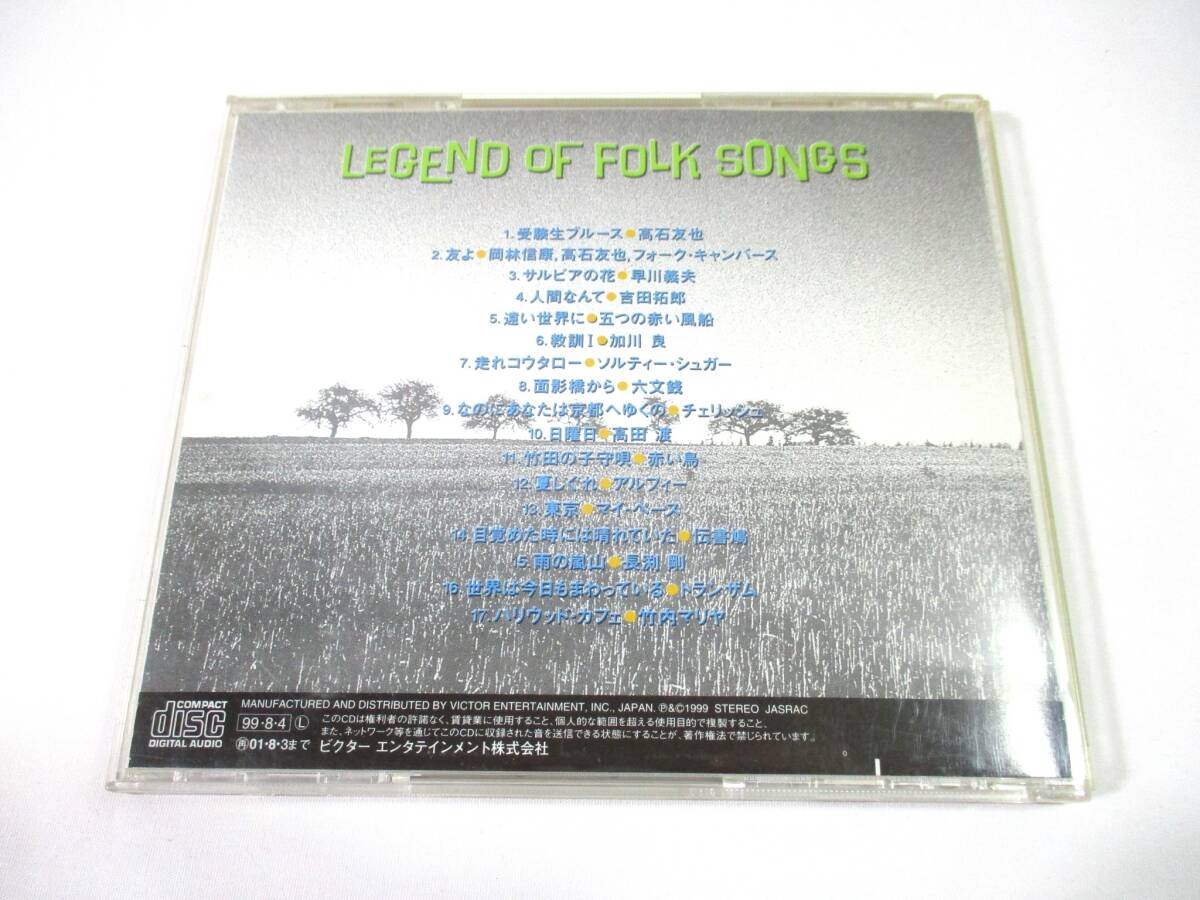 LEGEND OF FOLK SONGS
1. 受験生ブルース●高石友也
2. 友よ●岡林信康,高石友也,フォーク・キャンパース
3. サルビアの花●早川義夫
4. 人間なんて●吉田拓郎
5. 遠い世界に●五つの赤い風船
6. 教訓I●加川 良
7. 走れコウタロー●ソルティー・シュガー
8. 面影橋から●六文銭
9. なのにあなたは京都へゆくの●チェリッシュ
10. 日曜日●高田 渡
11. 竹田の子守唄●赤い鳥
12. 夏しぐれ●アルフィー
13. 東京●マイ・ペース
14. 目覚めた時には晴れていた●伝書鳩
15. 雨の嵐山●長渕 剛
16. 世界は今日もまわっている●トランザム
17. ハリウッド・カフェ●竹内マリヤ
COMPACT
disc
DIGITAL AUDIO
MANUFACTURED AND DISTRIBUTED BY VICTOR ENTERTAINMENT, INC., JAPAN. ℗&©1999 STEREO JASRAC
99・8・4 Ⓛ
このCDは権利者の許諾なく、賃貸業に使用すること、個人的な範囲を超える使用目的で複製すること、
また、ネットワーク等を通じてこのCDに収録された音を送信できる状態にすることが、著作権法で禁じられています。
再01・8・3まで ビクター エンタテインメント株式会社